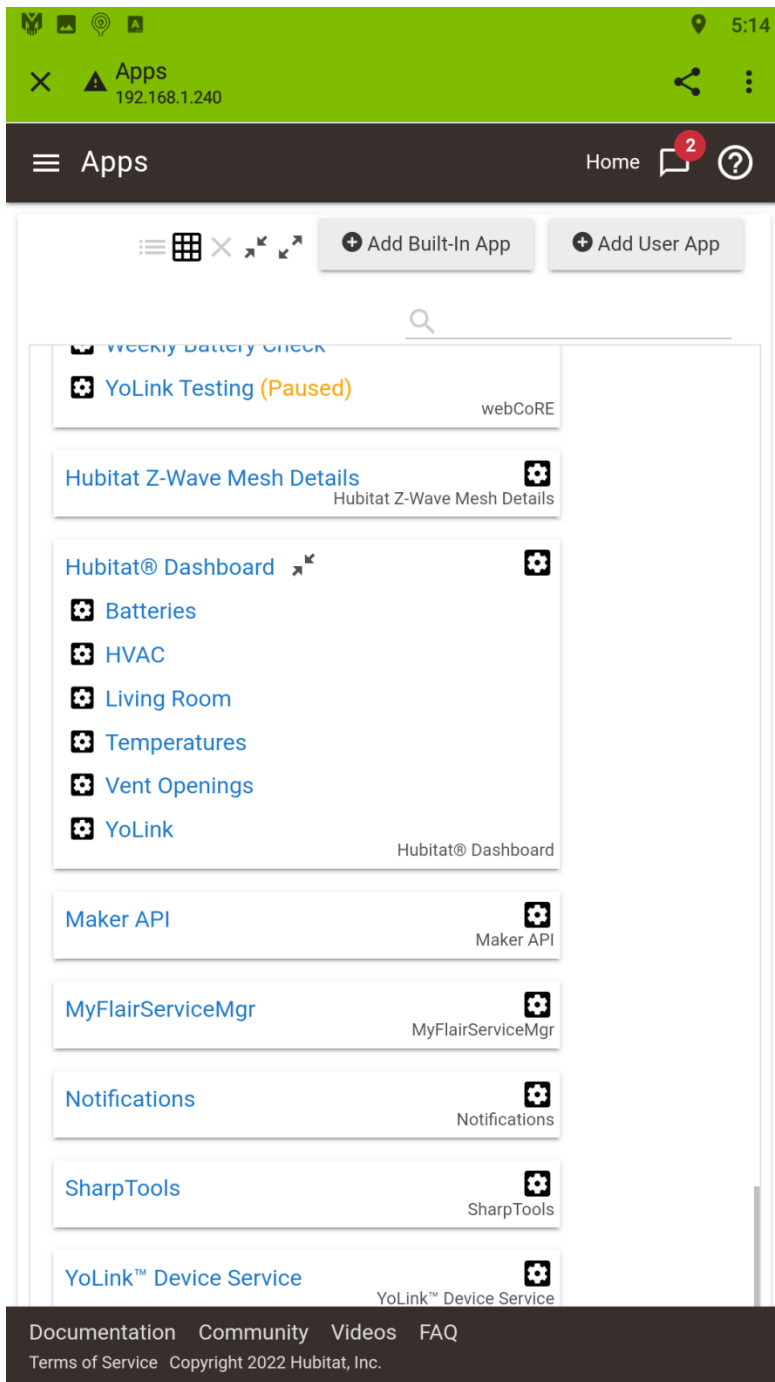 5:14
Apps
192.168.1.240
Apps
Home
2
Add Built-In App
Add User App
Weekly Battery Check
YoLink Testing (Paused)
webCoRE
Hubitat Z-Wave Mesh Details
Hubitat Z-Wave Mesh Details
Hubitat® Dashboard
Batteries
HVAC
Living Room
Temperatures
Vent Openings
YoLink
Hubitat® Dashboard
Maker API
Maker API
MyFlairServiceMgr
MyFlairServiceMgr
Notifications
Notifications
SharpTools
SharpTools
YoLink™ Device Service
YoLink™ Device Service
Documentation Community Videos FAQ
Terms of Service Copyright 2022 Hubitat, Inc.